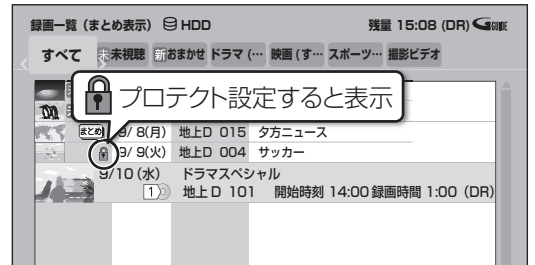 録画一覧（まとめ表示） HDD 残量 15:08 (DR) GGUIDE
すべて 未未視聴 新おまかせ ドラマ (… 映画 (す… スポーツ… 撮影ビデオ
プロテクト設定すると表示
まとめ 9/ 8(月) 地上D 015 夕方ニュース
9/ 9(火) 地上D 004 サッカー
9/10 (水) ドラマスペシャル
1 地上D 101 開始時刻 14:00 録画時間 1:00 (DR)